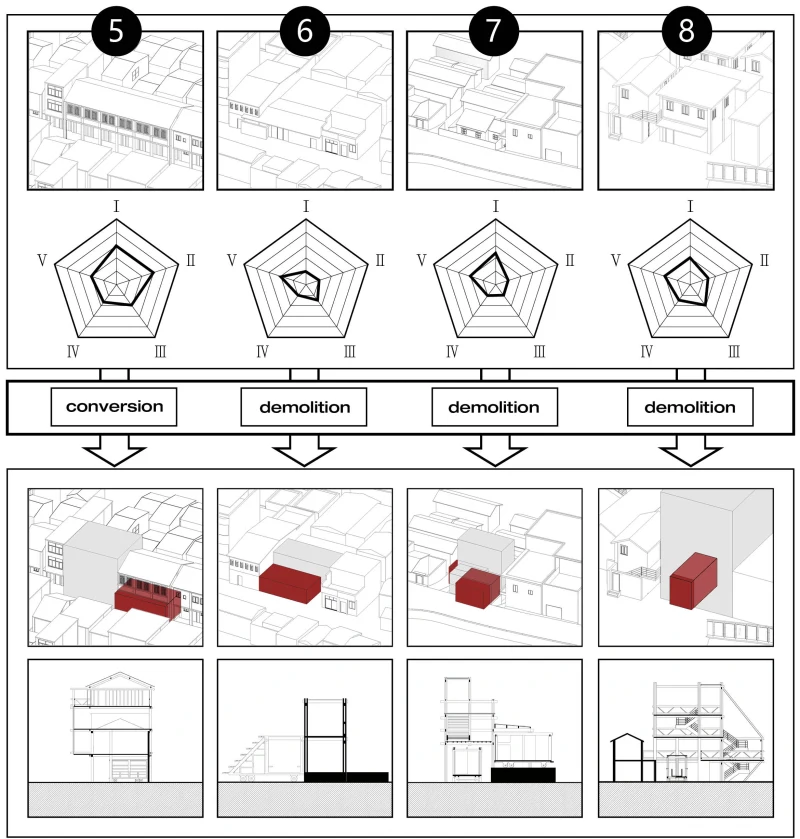 5 6 7 8
I I I I
V II V II V II V II
IV III IV III IV III IV III
conversion demolition demolition demolition